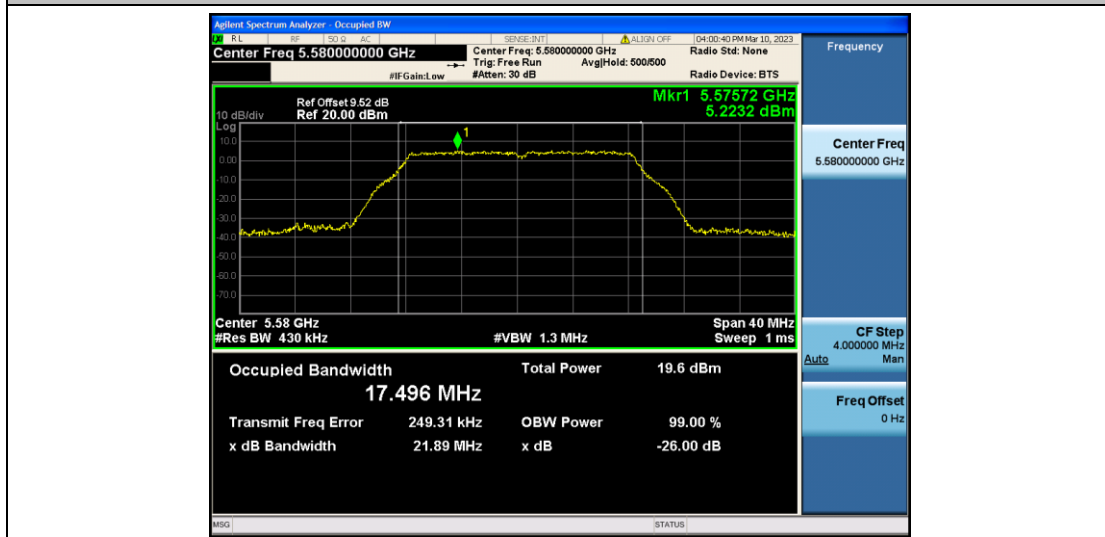 Agilent Spectrum Analyzer - Occupied BW
RL RF 50 Ω AC SENSE:INT ALIGN OFF 04:00:40 PM Mar 10, 2023
Center Freq 5.580000000 GHz
Center Freq: 5.580000000 GHz Radio Std: None
Trig: Free Run Avg|Hold: 500/500
#IFGain:Low #Atten: 30 dB Radio Device: BTS
Frequency
Ref Offset 9.52 dB
10 dB/div Ref 20.00 dBm
Mkr1 5.57572 GHz
5.2232 dBm
Log
1
10.0
0.00
-10.0
-20.0
-30.0
-40.0
-50.0
-60.0
-70.0
Center 5.58 GHz Span 40 MHz
#Res BW 430 kHz #VBW 1.3 MHz Sweep 1 ms
Occupied Bandwidth Total Power 19.6 dBm
17.496 MHz
Transmit Freq Error 249.31 kHz OBW Power 99.00 %
x dB Bandwidth 21.89 MHz x dB -26.00 dB
Center Freq
5.580000000 GHz
CF Step
4.000000 MHz
Auto Man
Freq Offset
0 Hz
MSG STATUS